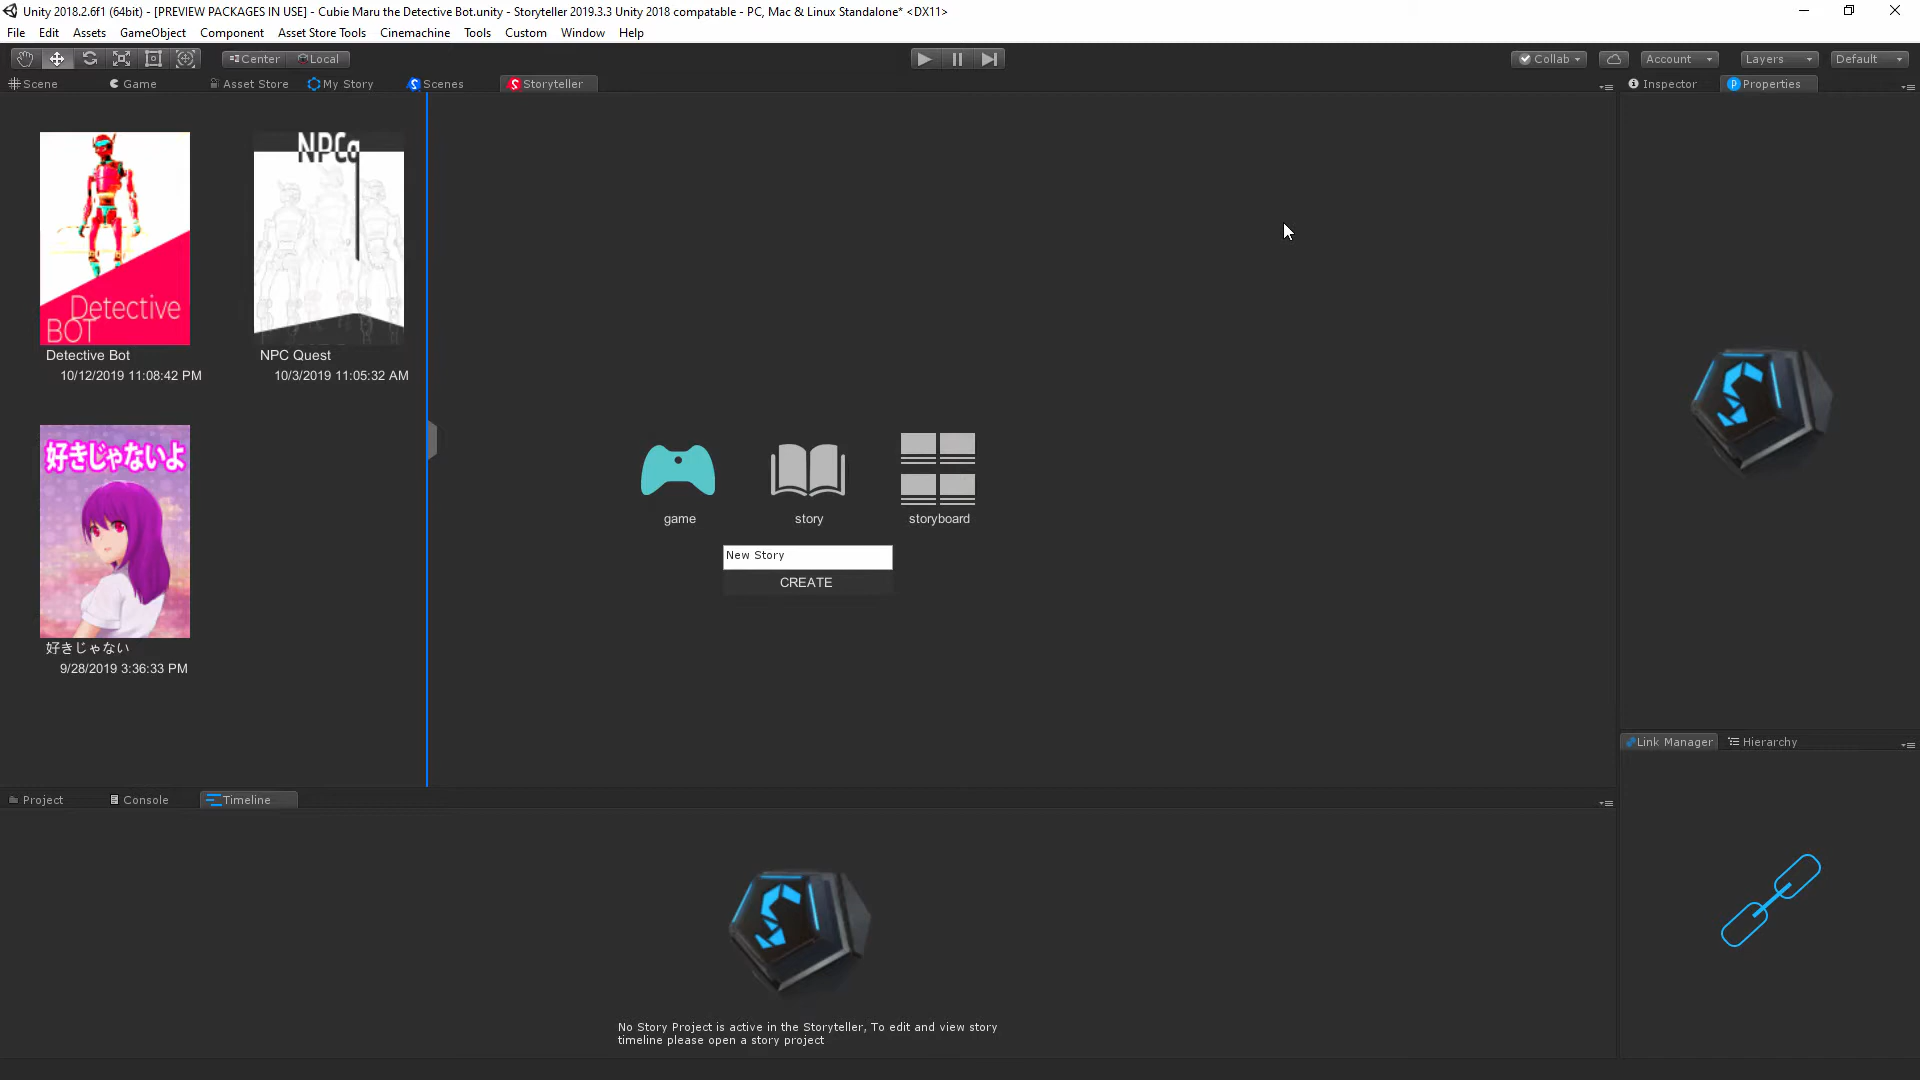 Unity 2018.2.6f1 (64bit) - [PREVIEW PACKAGES IN USE] - Cubie Maru the Detective Bot.unity - Storyteller 2019.3.3 Unity 2018 compatable - PC, Mac & Linux Standalone* <DX11>
File Edit Assets GameObject Component Asset Store Tools Cinemachine Tools Custom Window Help
Center Local Collab Account Layers Default
Scene Game Asset Store My Story Scenes Storyteller Inspector Properties
Detective
BOT
Detective Bot
10/12/2019 11:08:42 PM
NPCQ
NPC Quest
10/3/2019 11:05:32 AM
好きじゃないよ
好きじゃない
9/28/2019 3:36:33 PM
game story storyboard
New Story
CREATE
Link Manager Hierarchy
Project Console Timeline
No Story Project is active in the Storyteller, To edit and view story
timeline please open a story project